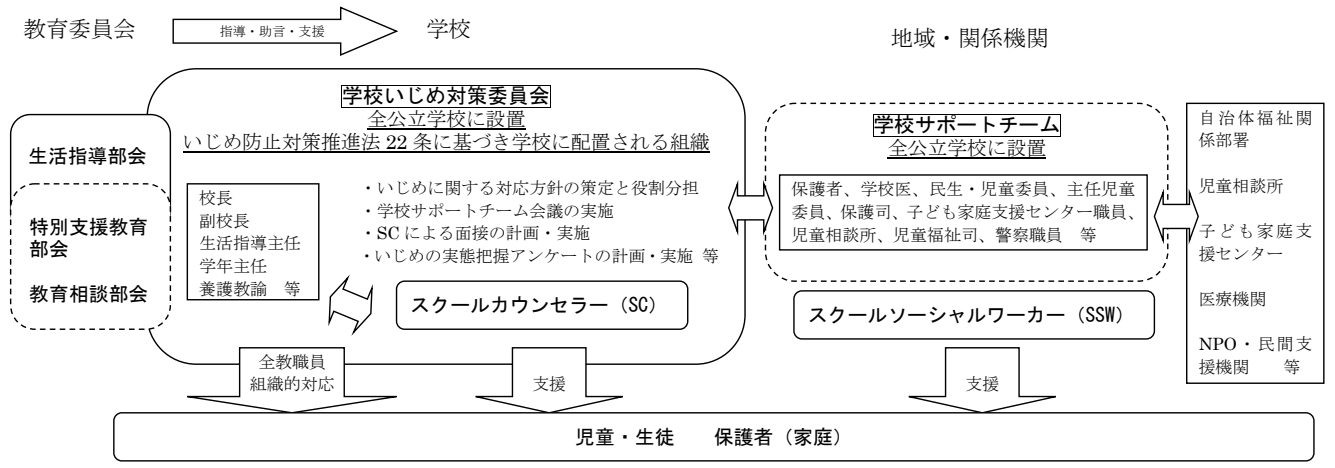 教育委員会
指導・助言・支援
学校
地域・関係機関
学校いじめ対策委員会
全公立学校に設置
いじめ防止対策推進法 22 条に基づき学校に配置される組織
生活指導部会
特別支援教育
部会
教育相談部会
校長
副校長
生活指導主任
学年主任
養護教諭 等
・いじめに関する対応方針の策定と役割分担
・学校サポートチーム会議の実施
・SC による面接の計画・実施
・いじめの実態把握アンケートの計画・実施 等
スクールカウンセラー（SC）
学校サポートチーム
全公立学校に設置
保護者、学校医、民生・児童委員、主任児童
委員、保護司、子ども家庭支援センター職員、
児童相談所、児童福祉司、警察職員 等
スクールソーシャルワーカー（SSW）
自治体福祉関
係部署
児童相談所
子ども家庭支
援センター
医療機関
NPO・民間支
援機関 等
全教職員
組織的対応
支援
支援
児童・生徒 保護者（家庭）